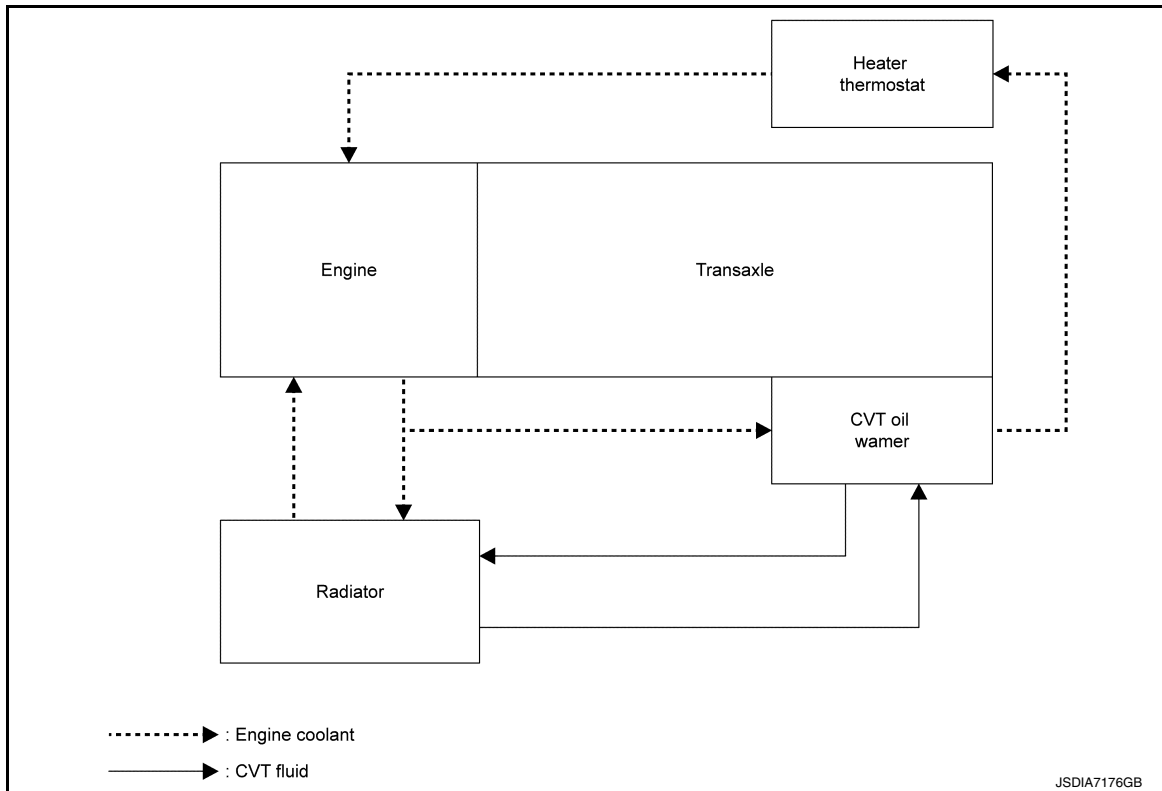 Heater
thermostat
Engine
Transaxle
CVT oil
wamer
Radiator
: Engine coolant
: CVT fluid
JSDIA7176GB